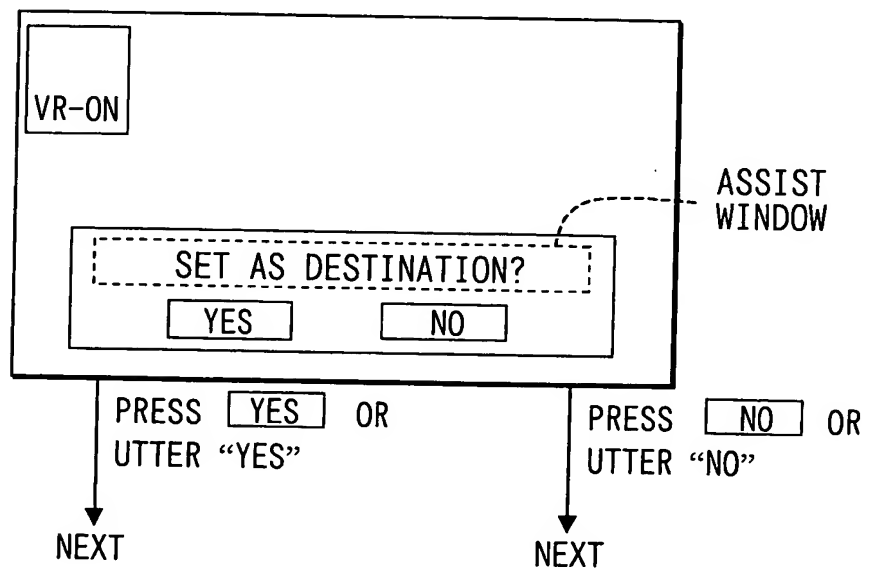 VR-ON
ASSIST
WINDOW
SET AS DESTINATION?
YES
NO
PRESS YES OR
UTTER “YES”
PRESS NO OR
UTTER “NO”
NEXT
NEXT